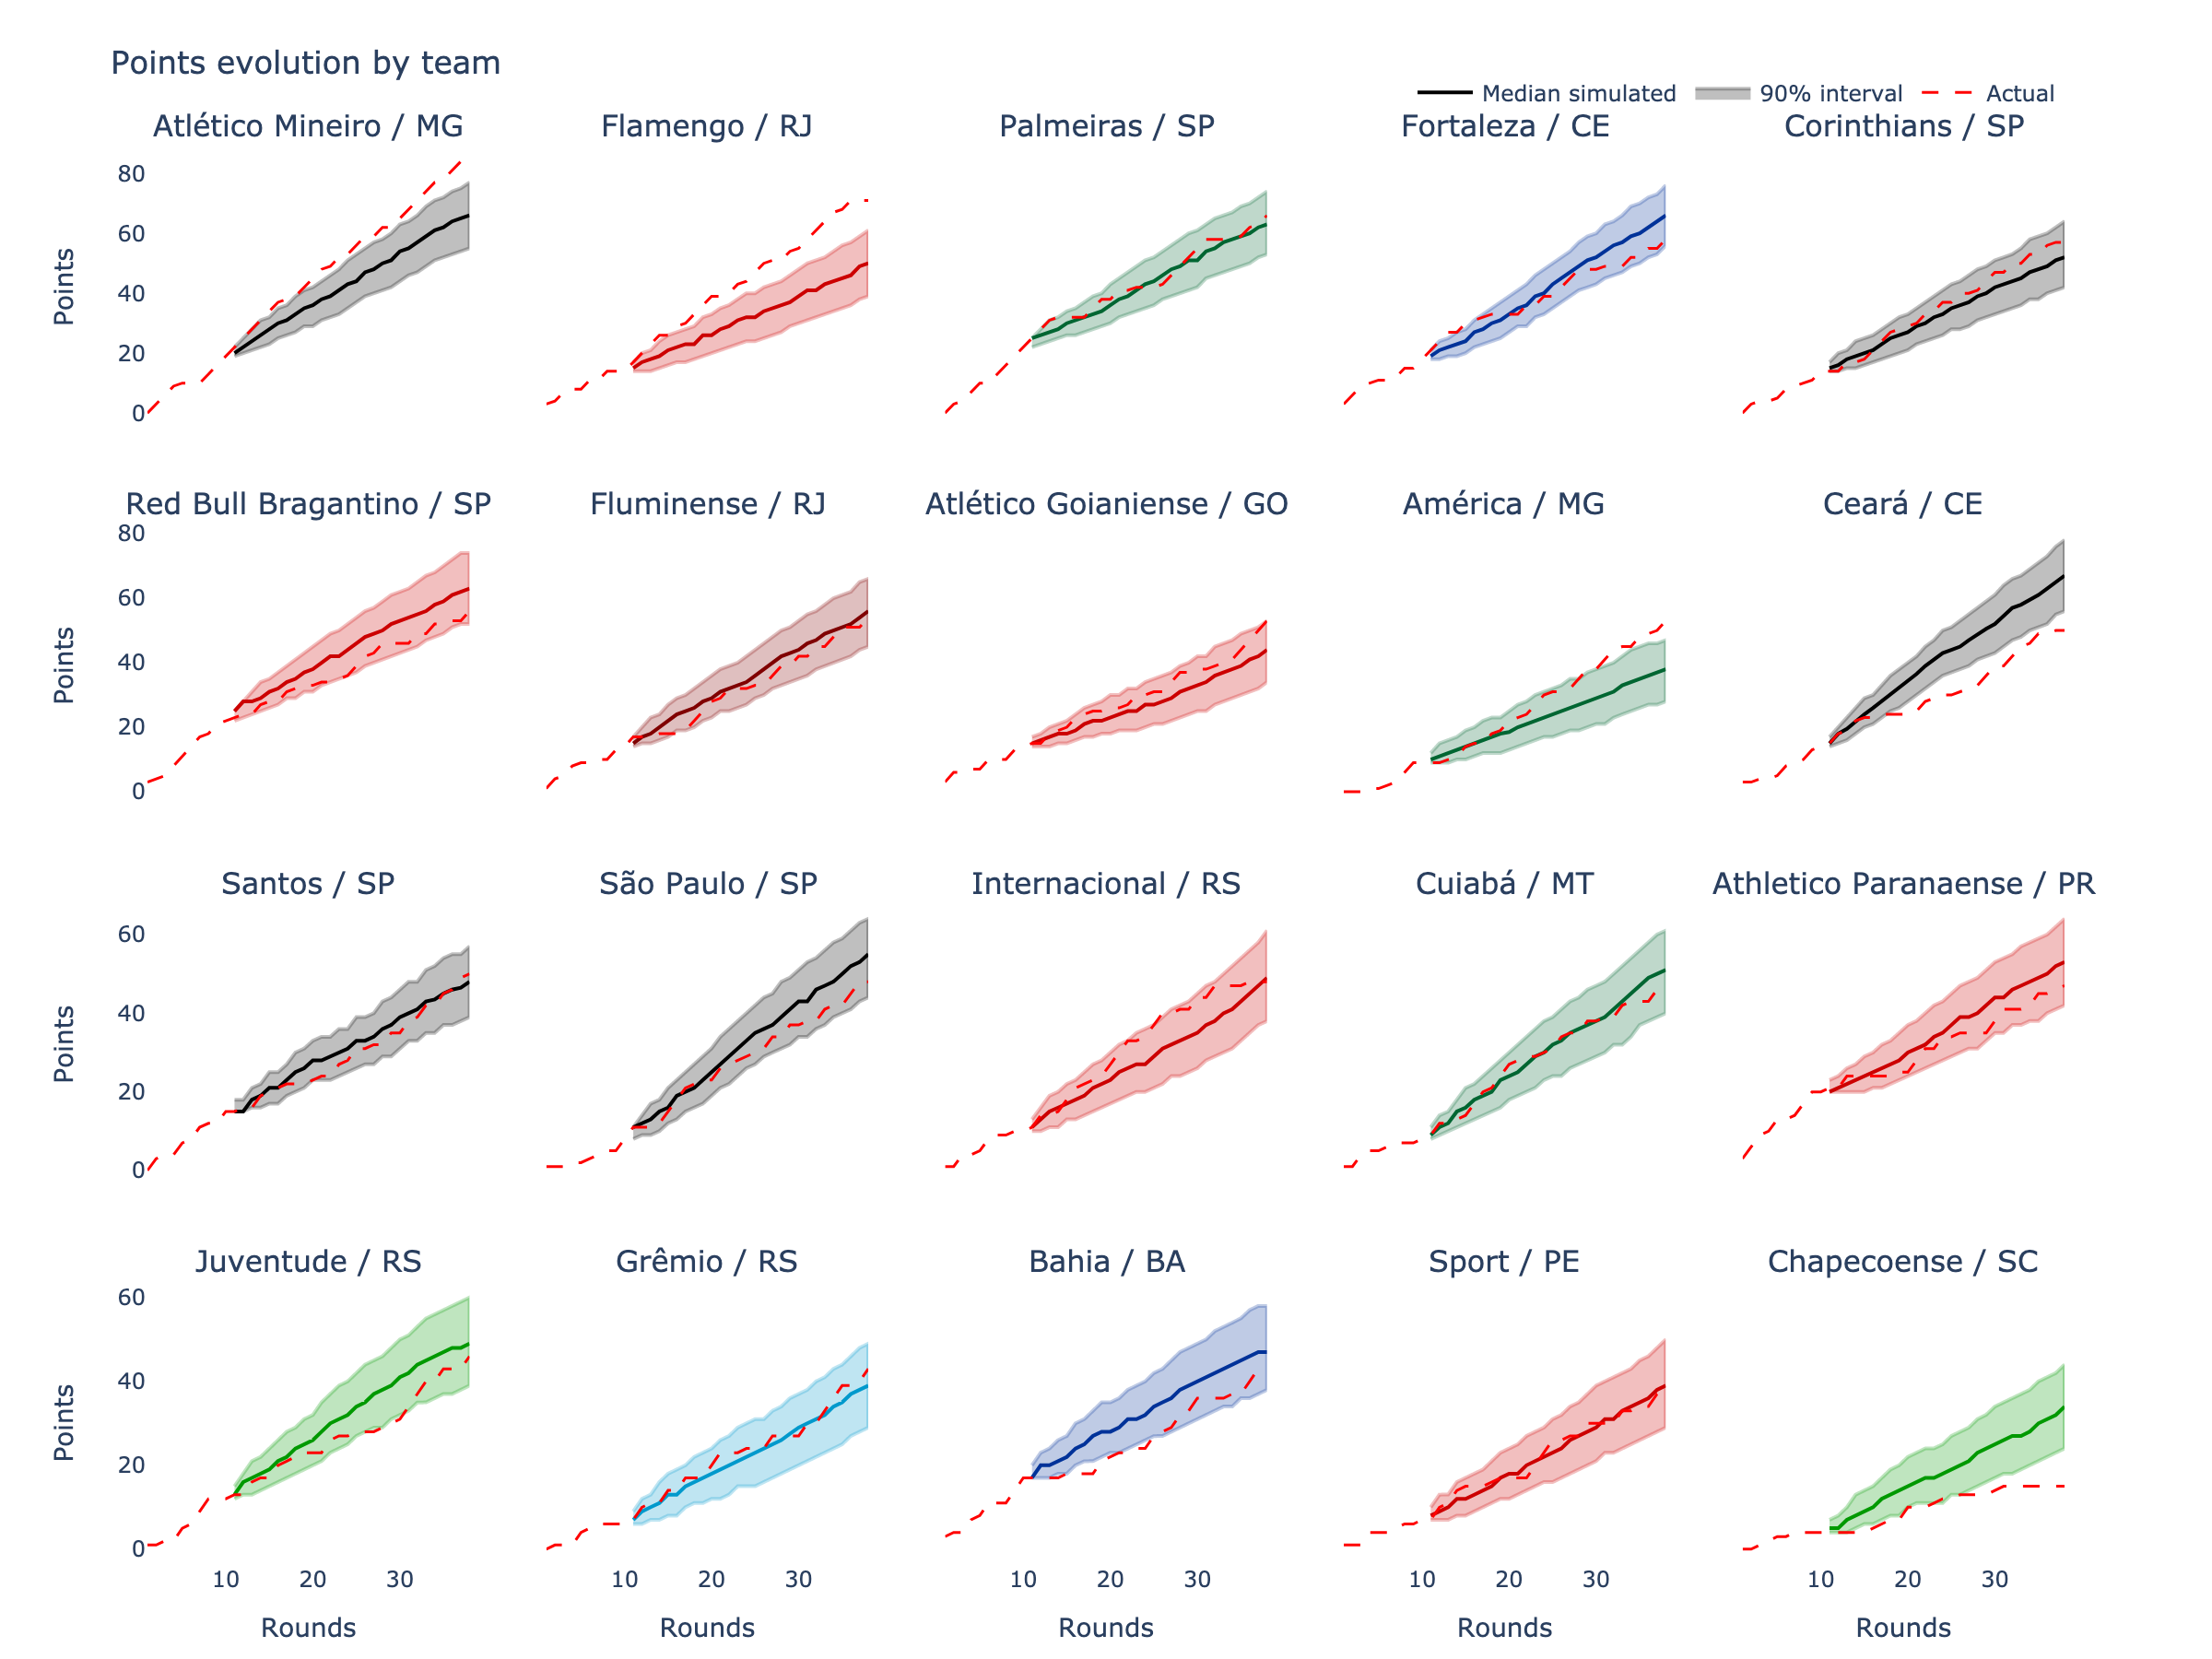 Points evolution by team
Median simulated 90% interval Actual
Atlético Mineiro / MG Flamengo / RJ Palmeiras / SP Fortaleza / CE Corinthians / SP
80
60
40
20
0
Points
Red Bull Bragantino / SP Fluminense / RJ Atlético Goianiense / GO América / MG Ceará / CE
80
60
40
20
0
Points
Santos / SP São Paulo / SP Internacional / RS Cuiabá / MT Athletico Paranaense / PR
60
40
20
0
Points
Juventude / RS Grêmio / RS Bahia / BA Sport / PE Chapecoense / SC
60
40
20
0
Points
10 20 30 10 20 30 10 20 30 10 20 30 10 20 30
Rounds Rounds Rounds Rounds Rounds